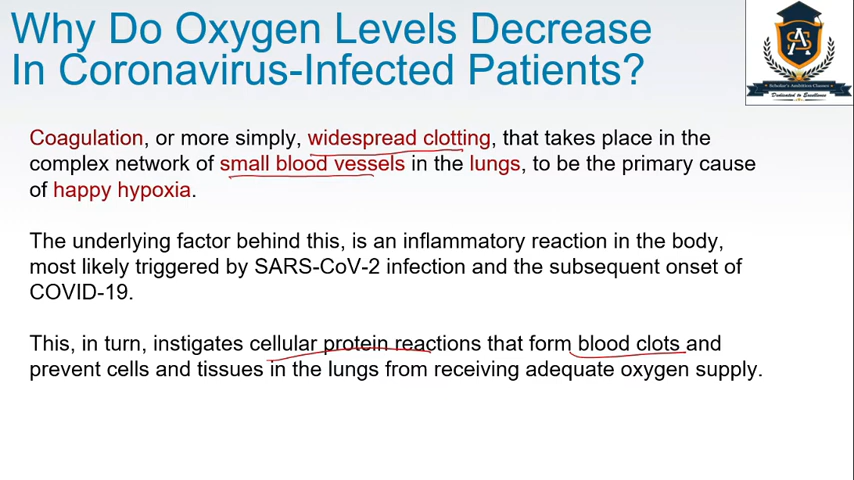 Why Do Oxygen Levels Decrease
In Coronavirus-Infected Patients?
Scholar's Ambition Classes
Dedicated to Excellence
Coagulation, or more simply, widespread clotting, that takes place in the
complex network of small blood vessels in the lungs, to be the primary cause
of happy hypoxia.
The underlying factor behind this, is an inflammatory reaction in the body,
most likely triggered by SARS-CoV-2 infection and the subsequent onset of
COVID-19.
This, in turn, instigates cellular protein reactions that form blood clots and
prevent cells and tissues in the lungs from receiving adequate oxygen supply.